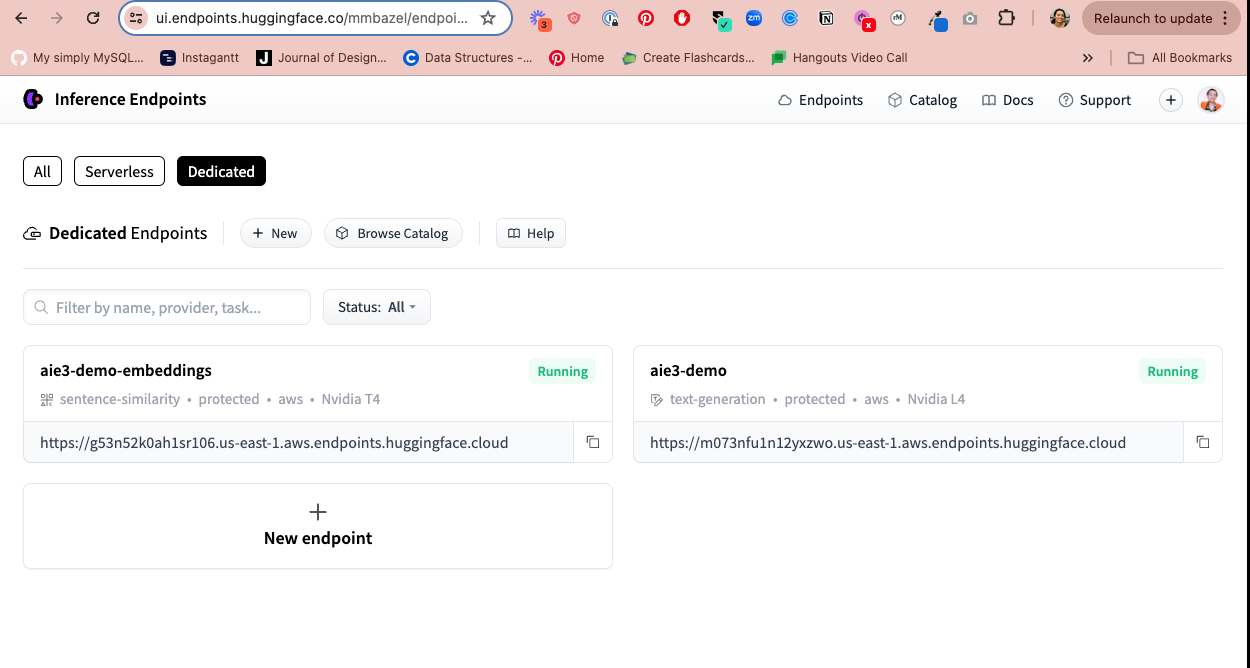 ui.endpoints.huggingface.co/mmbazel/endpoi...
3
zm
x
rM
Relaunch to update
My simply MySQL...
Instagantt
J Journal of Design...
Data Structures -...
Home
Create Flashcards...
Hangouts Video Call
»
All Bookmarks
Inference Endpoints
Endpoints
Catalog
Docs
Support
All
Serverless
Dedicated
Dedicated Endpoints
+ New
Browse Catalog
Help
Filter by name, provider, task...
Status: All
aie3-demo-embeddings
Running
sentence-similarity • protected • aws • Nvidia T4
https://g53n52k0ah1sr106.us-east-1.aws.endpoints.huggingface.cloud
aie3-demo
Running
text-generation • protected • aws • Nvidia L4
https://m073nfu1n12yxzwo.us-east-1.aws.endpoints.huggingface.cloud
New endpoint